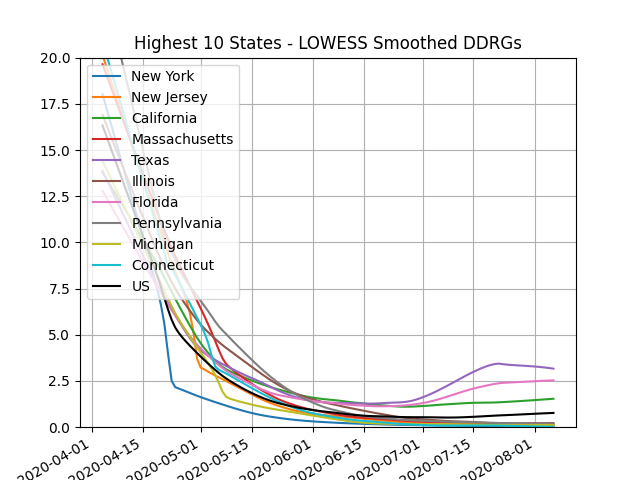 Highest 10 States - LOWESS Smoothed DDRGs
20.0
17.5
15.0
12.5
10.0
7.5
5.0
2.5
0.0
New York
New Jersey
California
Massachusetts
Texas
Illinois
Florida
Pennsylvania
Michigan
Connecticut
US
2020-04-01
2020-04-15
2020-05-01
2020-05-15
2020-06-01
2020-06-15
2020-07-01
2020-07-15
2020-08-01